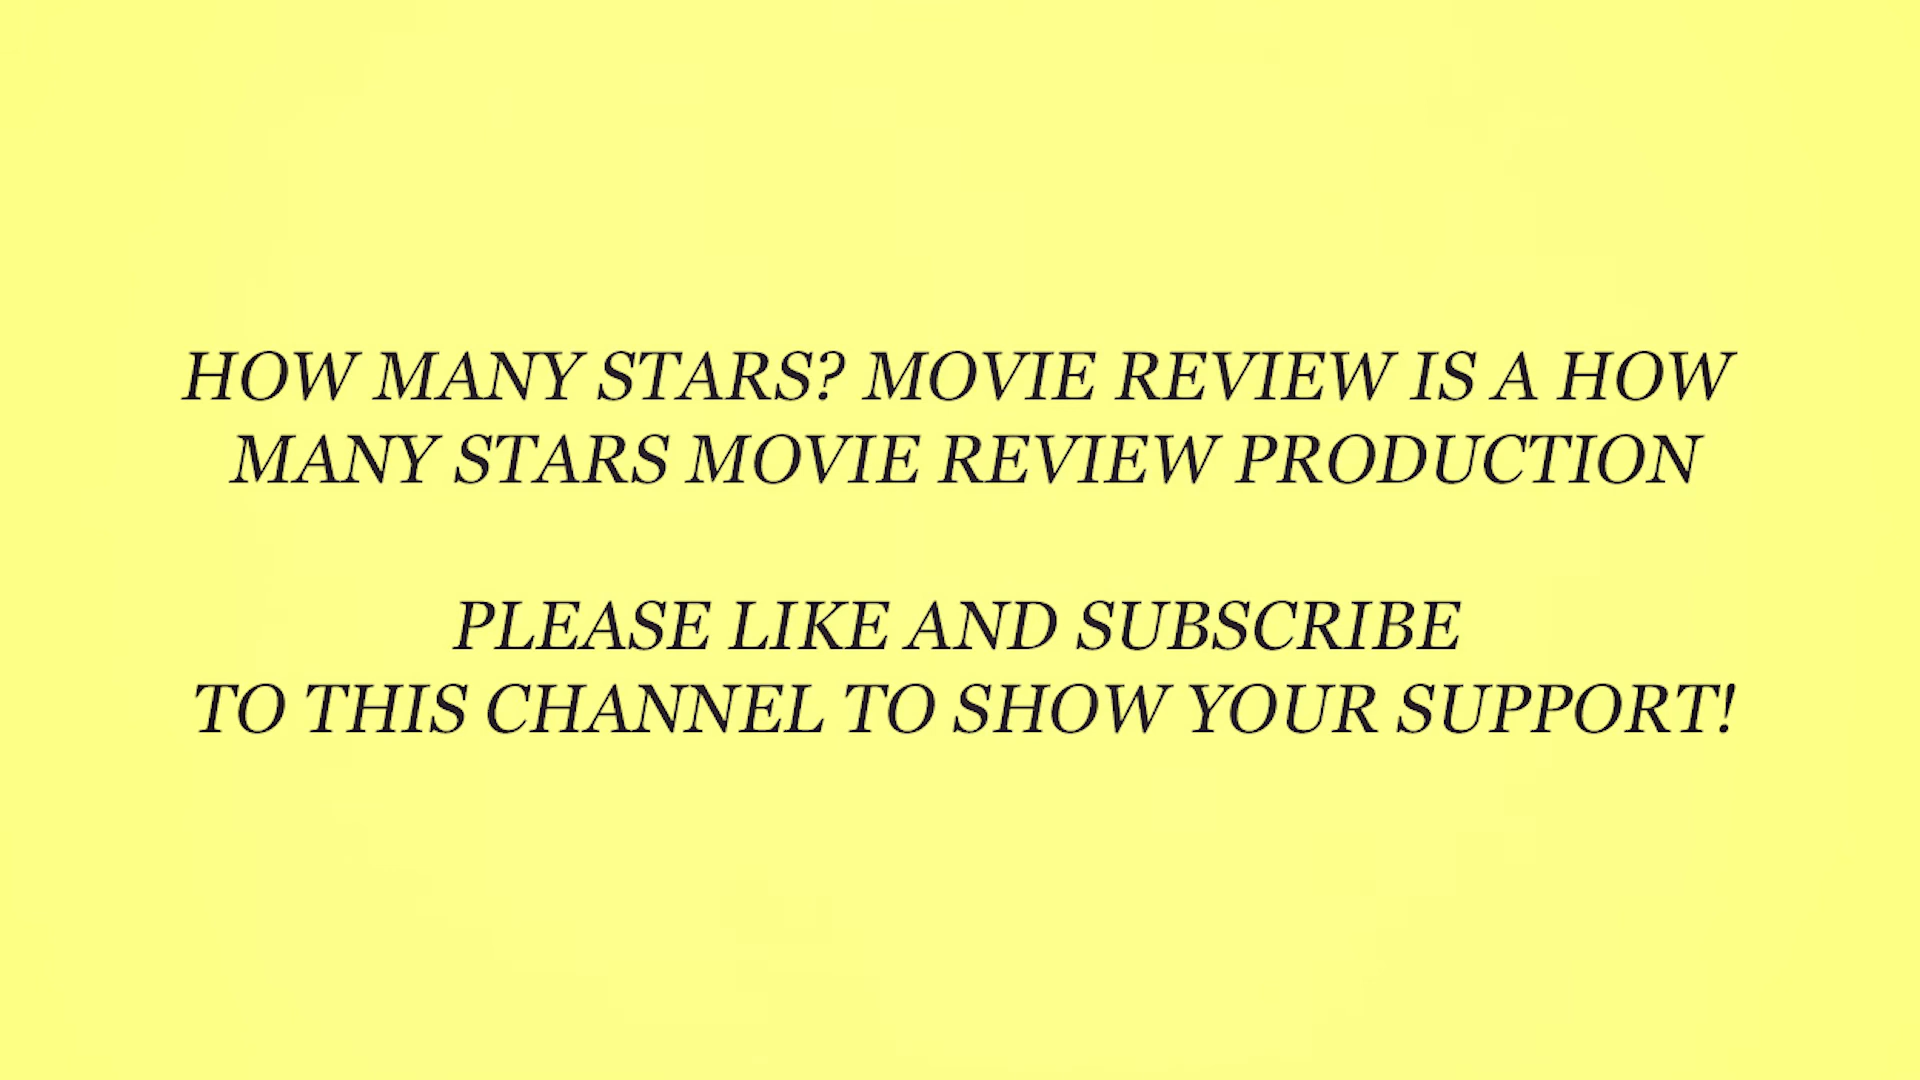 HOW MANY STARS? MOVIE REVIEW IS A HOW
MANY STARS MOVIE REVIEW PRODUCTION
PLEASE LIKE AND SUBSCRIBE
TO THIS CHANNEL TO SHOW YOUR SUPPORT!